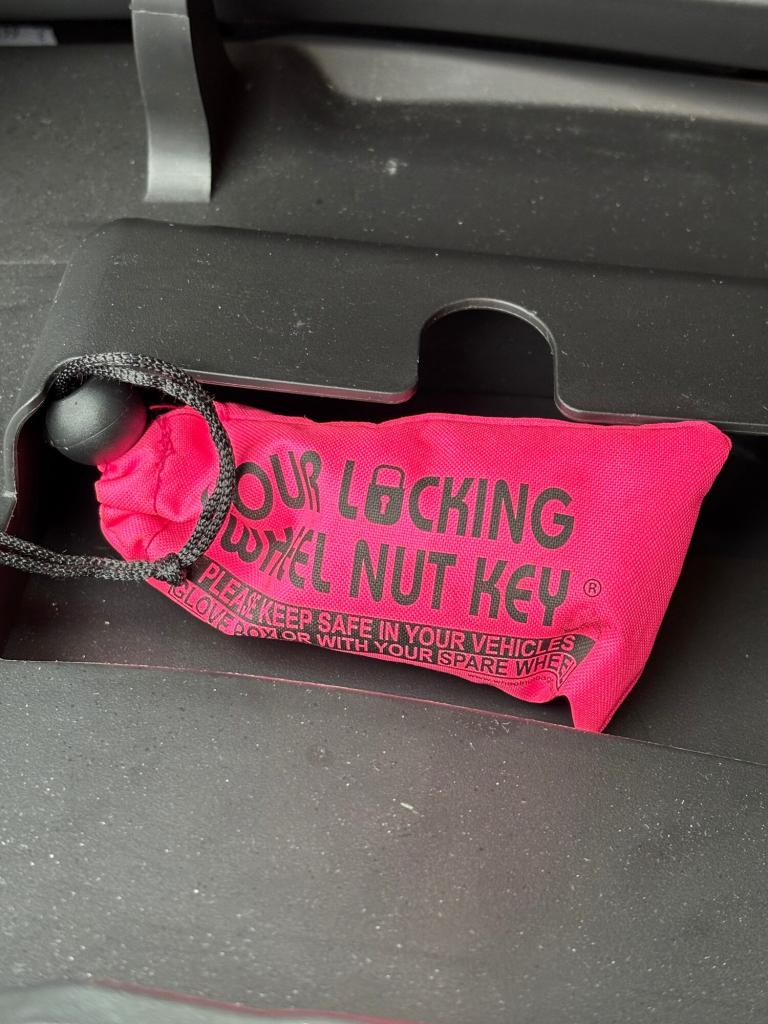 YOUR LOCKING
WHEEL NUT KEY ®
PLEASE KEEP SAFE IN YOUR VEHICLES
GLOVE BOX OR WITH YOUR SPARE WHEEL